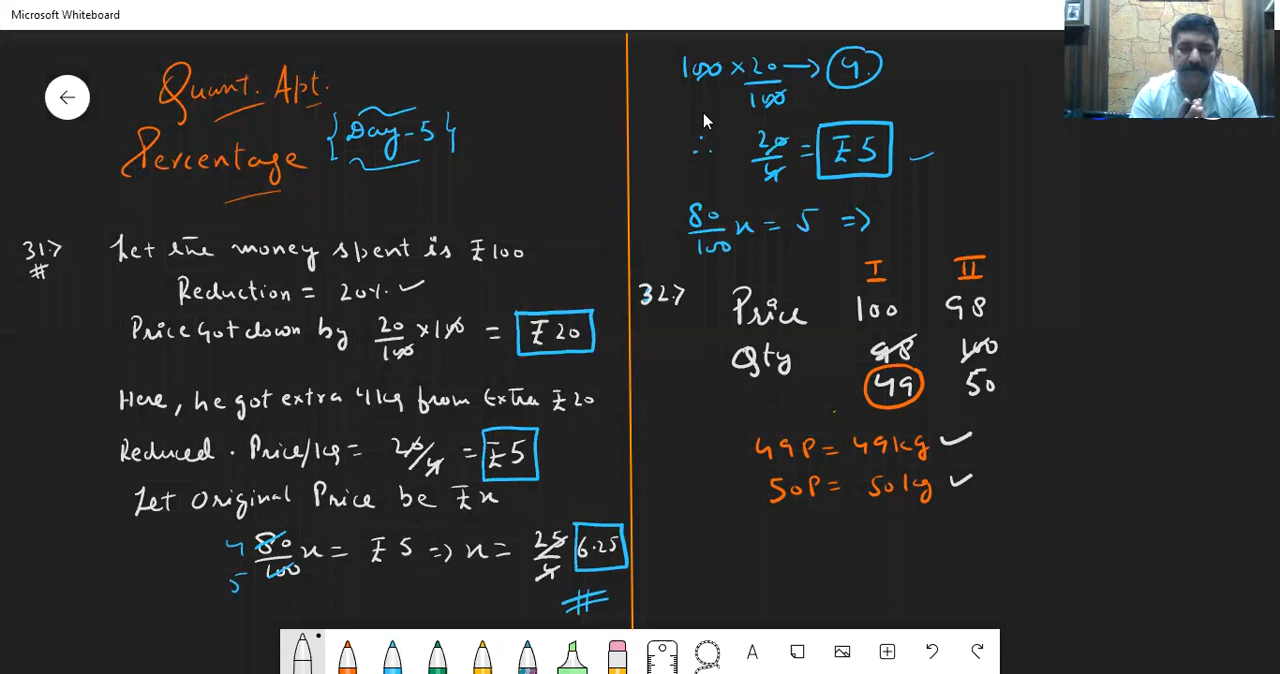 Microsoft Whiteboard
Quant. Apt.
Percentage {Day-5}
31>
#
Let the money spent is ₹100
Reduction = 20%. ✓
Price Got down by 20/100 × 100 = ₹20
Here, he got extra 4kg from Extra ₹20
Reduced. Price/kg = 20/4 = ₹5
Let Original Price be ₹x
4 80/100 x = ₹5 => x = 25/4 6.25
5
#
100 × 20/100 → 4.
∴ 20/4 = ₹5 ✓
80/100 x = 5 =>
32>
I II
Price 100 98
Qty 98 100
49 50
49P = 49kg ✓
50P = 50kg ✓
A